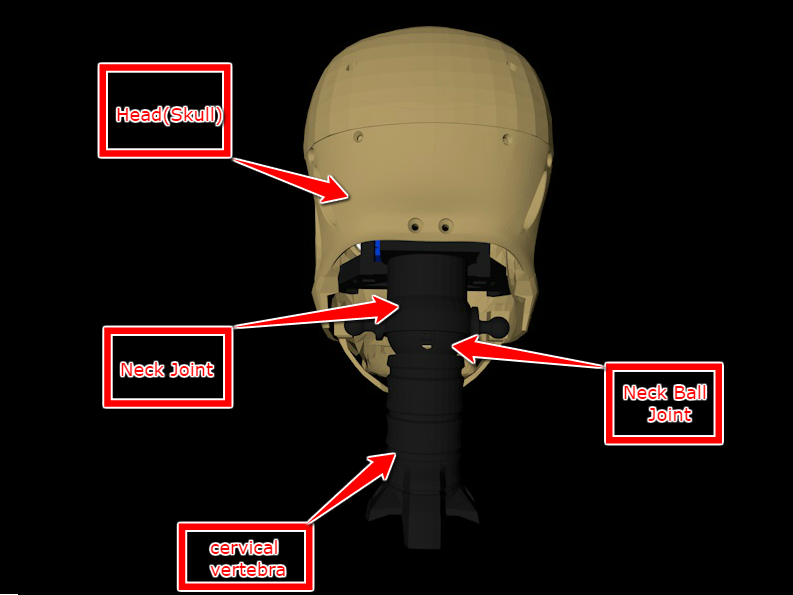 Head(Skull)
Neck Joint
Neck Ball
Joint
cervical
vertebra